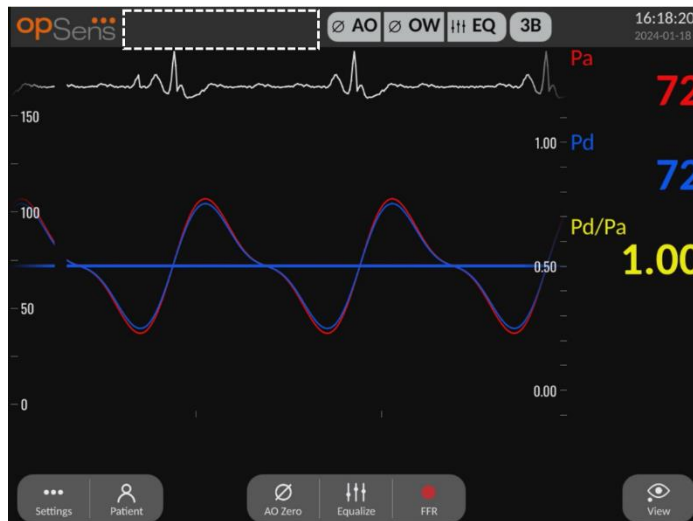 opSens
Ø AO Ø OW EQ 3B
16:18:20
2024-01-18
Pa
72
150
1.00
Pd
72
100
Pd/Pa
1.00
0.50
50
0.00
0
Settings Patient AO Zero Equalize FFR View